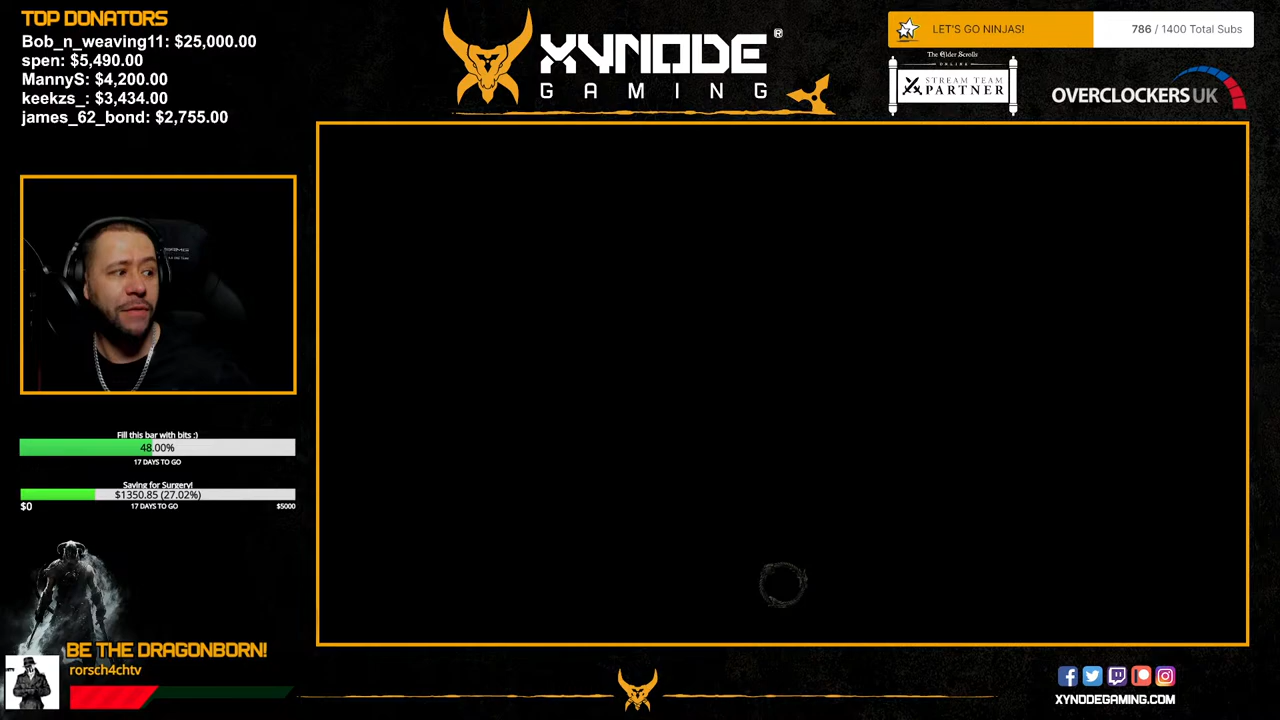 TOP DONATORS
Bob_n_weaving11: $25,000.00
spen: $5,490.00
MannyS: $4,200.00
keekzs_: $3,434.00
james_62_bond: $2,755.00
XYNODE®
GAMING
LET'S GO NINJAS!
786 / 1400 Total Subs
The Elder Scrolls
ONLINE
STREAM TEAM
PARTNER
OVERCLOCKERS UK
Fill this bar with bits :)
48.00%
17 DAYS TO GO
Saving for Surgery!
$1350.85 (27.02%)
$0
17 DAYS TO GO
$5000
BE THE DRAGONBORN!
rorsch4chtv
XYNODEGAMING.COM